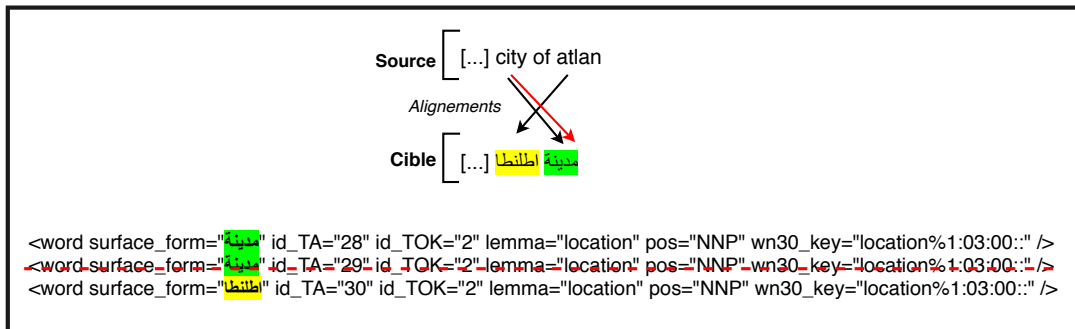 Source [...] city of atlan
Alignements
Cible [...] اطلنطا مدينة
<word surface_form="مدينة" id_TA="28" id_TOK="2" lemma="location" pos="NNP" wn30_key="location%1:03:00::" />
<word surface_form="مدينة" id_TA="29" id_TOK="2" lemma="location" pos="NNP" wn30_key="location%1:03:00::" />
<word surface_form="اطلنطا" id_TA="30" id_TOK="2" lemma="location" pos="NNP" wn30_key="location%1:03:00::" />